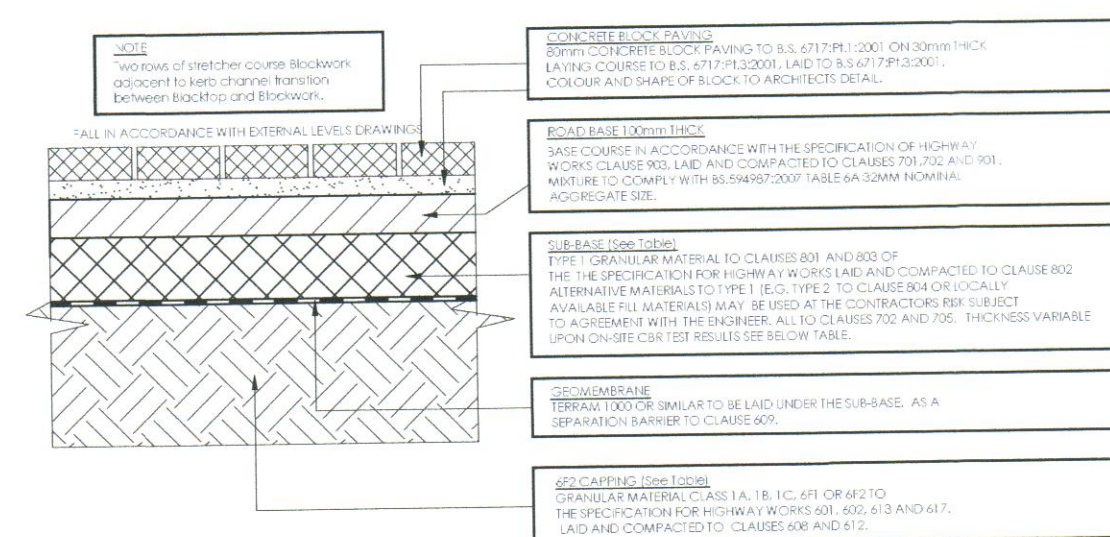 NOTE
Two rows of stretcher course Blockwork
adjacent to kerb channel transition
between Blacktop and Blockwork.
FALL IN ACCORDANCE WITH EXTERNAL LEVELS DRAWINGS
CONCRETE BLOCK PAVING
80mm CONCRETE BLOCK PAVING TO B.S. 6717:Pt.1:2001 ON 30mm THICK
LAYING COURSE TO B.S. 6717:Pt.3:2001, LAID TO B.S 6717:Pt.3:2001.
COLOUR AND SHAPE OF BLOCK TO ARCHITECTS DETAIL.
ROAD BASE 100mm THICK
BASE COURSE IN ACCORDANCE WITH THE SPECIFICATION OF HIGHWAY
WORKS CLAUSE 903, LAID AND COMPACTED TO CLAUSES 701,702 AND 901.
MIXTURE TO COMPLY WITH BS.594987:2007 TABLE 6A 32MM NOMINAL
AGGREGATE SIZE.
SUB-BASE (See Table)
TYPE 1 GRANULAR MATERIAL TO CLAUSES 801 AND 803 OF
THE THE SPECIFICATION FOR HIGHWAY WORKS LAID AND COMPACTED TO CLAUSE 802
ALTERNATIVE MATERIALS TO TYPE 1 (E.G. TYPE 2 TO CLAUSE 804 OR LOCALLY
AVAILABLE FILL MATERIALS) MAY BE USED AT THE CONTRACTORS RISK SUBJECT
TO AGREEMENT WITH THE ENGINEER. ALL TO CLAUSES 702 AND 705. THICKNESS VARIABLE
UPON ON-SITE CBR TEST RESULTS SEE BELOW TABLE.
GEOMEMBRANE
TERRAM 1000 OR SIMILAR TO BE LAID UNDER THE SUB-BASE. AS A
SEPARATION BARRIER TO CLAUSE 609.
6F2 CAPPING (See Table)
GRANULAR MATERIAL CLASS 1A, 1B, 1C, 6F1 OR 6F2 TO
THE SPECIFICATION FOR HIGHWAY WORKS 601, 602, 613 AND 617.
LAID AND COMPACTED TO CLAUSES 608 AND 612.